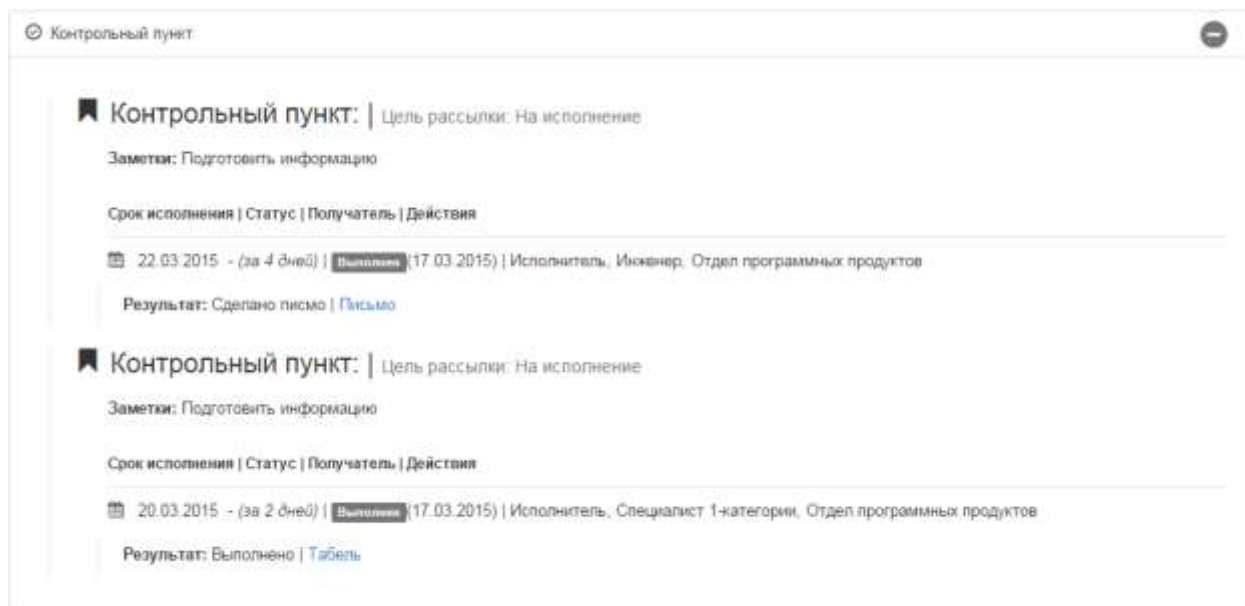 Контрольный пункт
Контрольный пункт: | Цель рассылки: На исполнение
Заметки: Подготовить информацию
Срок исполнения | Статус | Получатель | Действия
22.03.2015 - (за 4 дней) | Выполнен (17.03.2015) | Исполнитель, Инженер, Отдел программных продуктов
Результат: Сделано писмо | Письмо
Контрольный пункт: | Цель рассылки: На исполнение
Заметки: Подготовить информацию
Срок исполнения | Статус | Получатель | Действия
20.03.2015 - (за 2 дней) | Выполнен (17.03.2015) | Исполнитель, Специалист 1-категории, Отдел программных продуктов
Результат: Выполнено | Табель